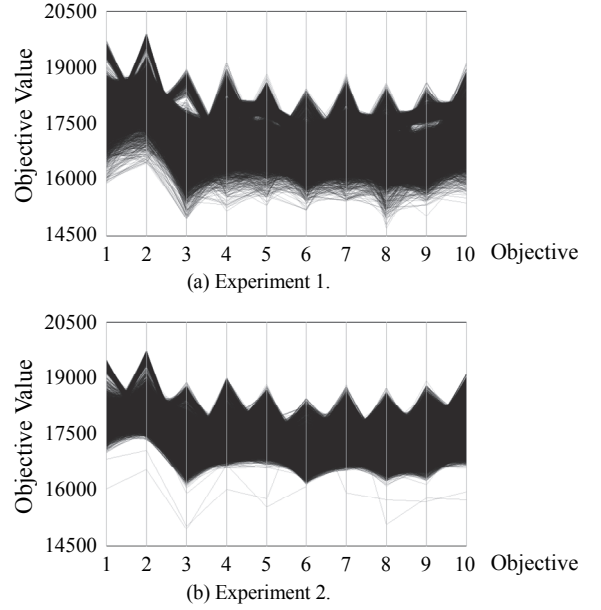 20500
19000
17500
16000
14500
Objective Value
1 2 3 4 5 6 7 8 9 10 Objective
(a) Experiment 1.
20500
19000
17500
16000
14500
Objective Value
1 2 3 4 5 6 7 8 9 10 Objective
(b) Experiment 2.